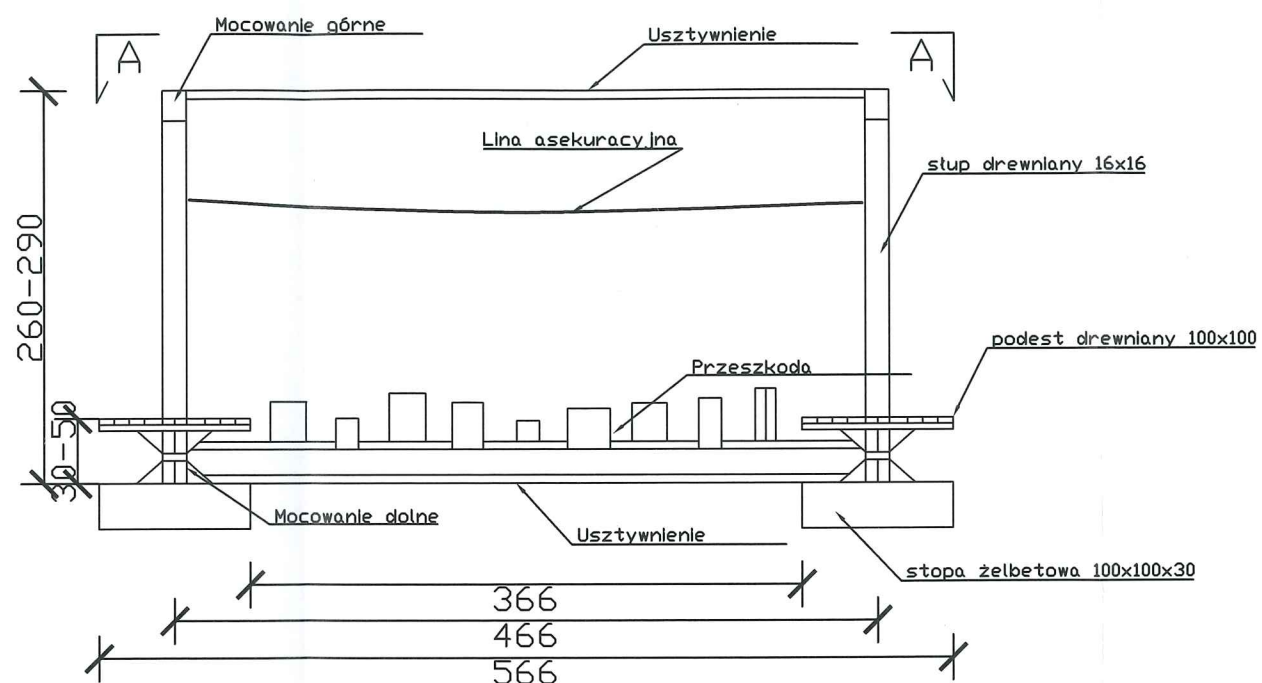 Mocowanie górne
Usztywnienie
A
A
Lina asekuracyjna
słup drewniany 16x16
260-290
podest drewniany 100x100
Przeszkoda
30-50
Mocowanie dolne
Usztywnienie
stopa żelbetowa 100x100x30
366
466
566